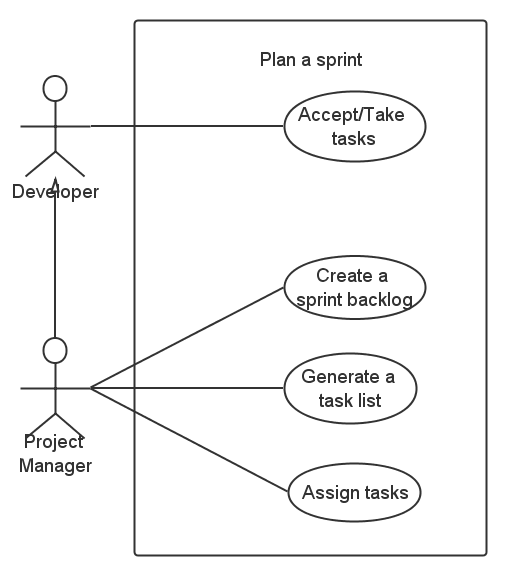 Plan a sprint
Accept/Take
tasks
Developer
Create a
sprint backlog
Generate a
task list
Project
Manager
Assign tasks